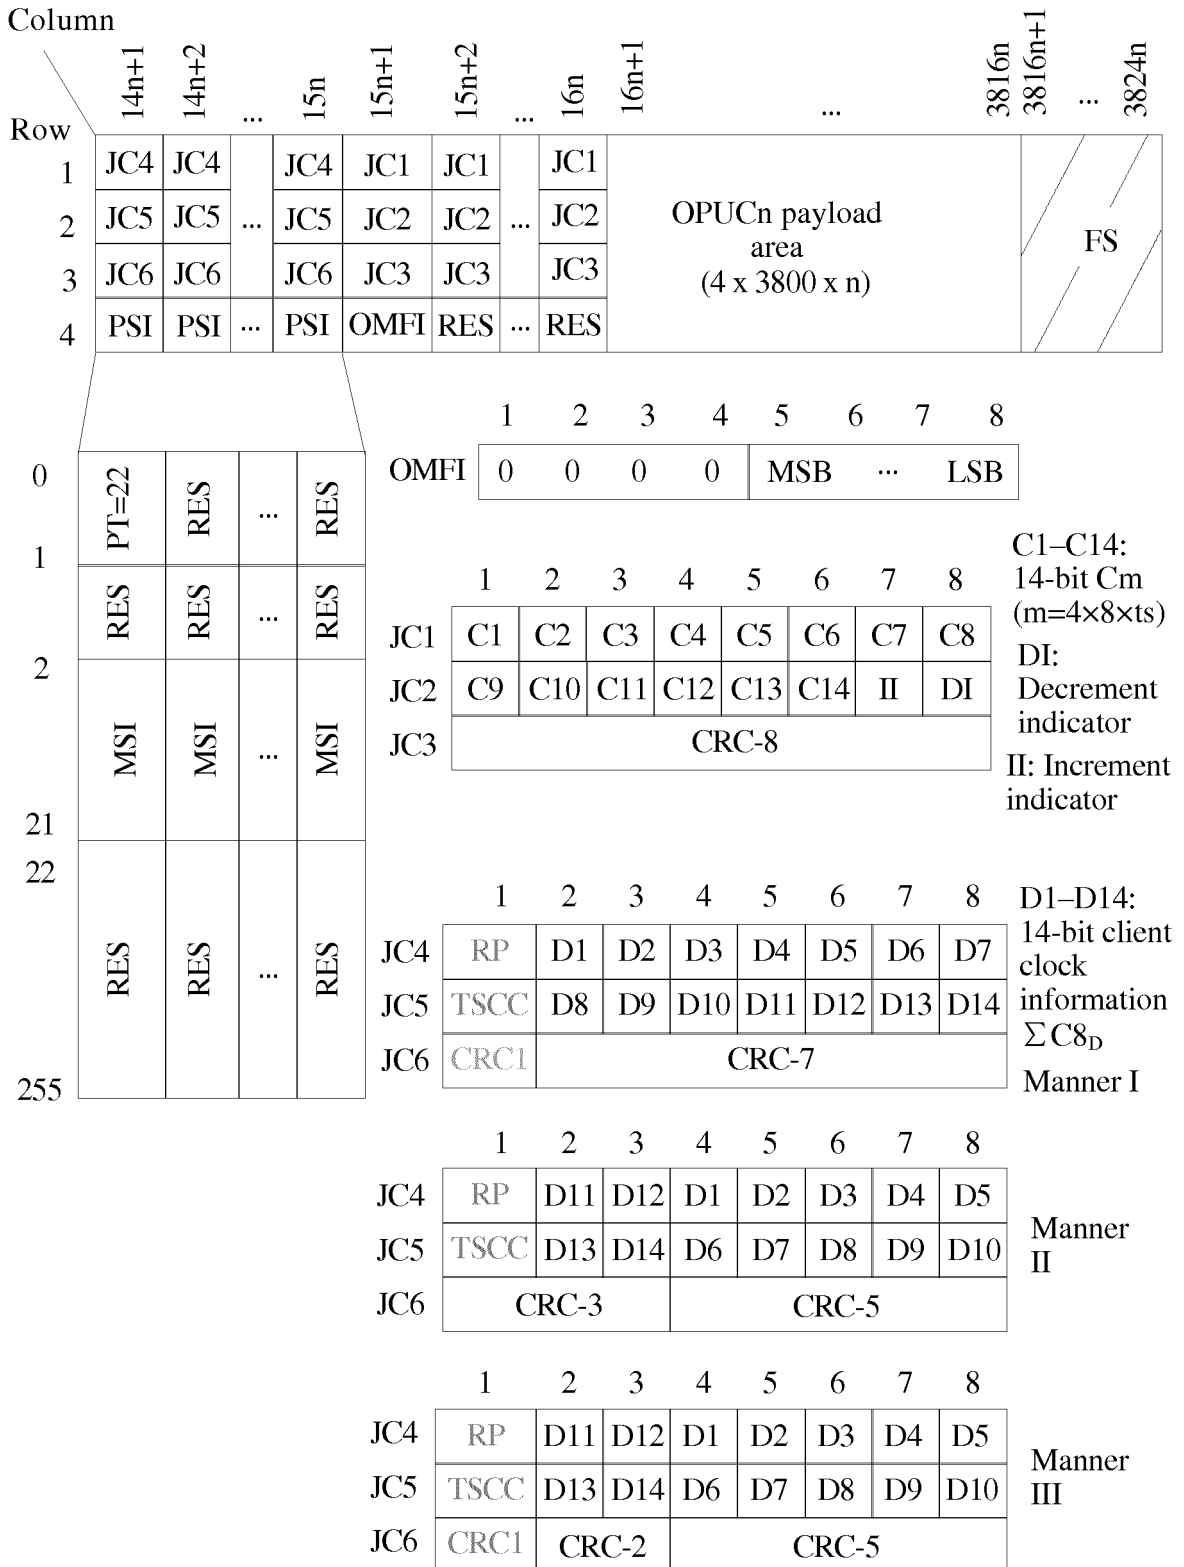 Column
14n+1 14n+2 ... 15n 15n+1 15n+2 ... 16n 16n+1 ... 3816n 3816n+1 ... 3824n
Row
1 JC4 JC4 JC4 JC1 JC1 JC1
2 JC5 JC5 ... JC5 JC2 JC2 ... JC2
3 JC6 JC6 JC6 JC3 JC3 JC3
4 PSI PSI ... PSI OMFI RES ... RES
OPUCn payload
area
(4 x 3800 x n)
FS
0 PT=22 RES ... RES
1 RES RES ... RES
2 MSI MSI ... MSI
21
22 RES RES ... RES
255
1 2 3 4 5 6 7 8
OMFI 0 0 0 0 MSB ... LSB
1 2 3 4 5 6 7 8
JC1 C1 C2 C3 C4 C5 C6 C7 C8
JC2 C9 C10 C11 C12 C13 C14 II DI
JC3 CRC-8
C1–C14:
14-bit Cm
(m=4×8×ts)
DI:
Decrement
indicator
II: Increment
indicator
1 2 3 4 5 6 7 8
JC4 RP D1 D2 D3 D4 D5 D6 D7
JC5 TSCC D8 D9 D10 D11 D12 D13 D14
JC6 CRC1 CRC-7
D1–D14:
14-bit client
clock
information
∑C8D
Manner I
1 2 3 4 5 6 7 8
JC4 RP D11 D12 D1 D2 D3 D4 D5
JC5 TSCC D13 D14 D6 D7 D8 D9 D10
JC6 CRC-3 CRC-5
Manner
II
1 2 3 4 5 6 7 8
JC4 RP D11 D12 D1 D2 D3 D4 D5
JC5 TSCC D13 D14 D6 D7 D8 D9 D10
JC6 CRC1 CRC-2 CRC-5
Manner
III